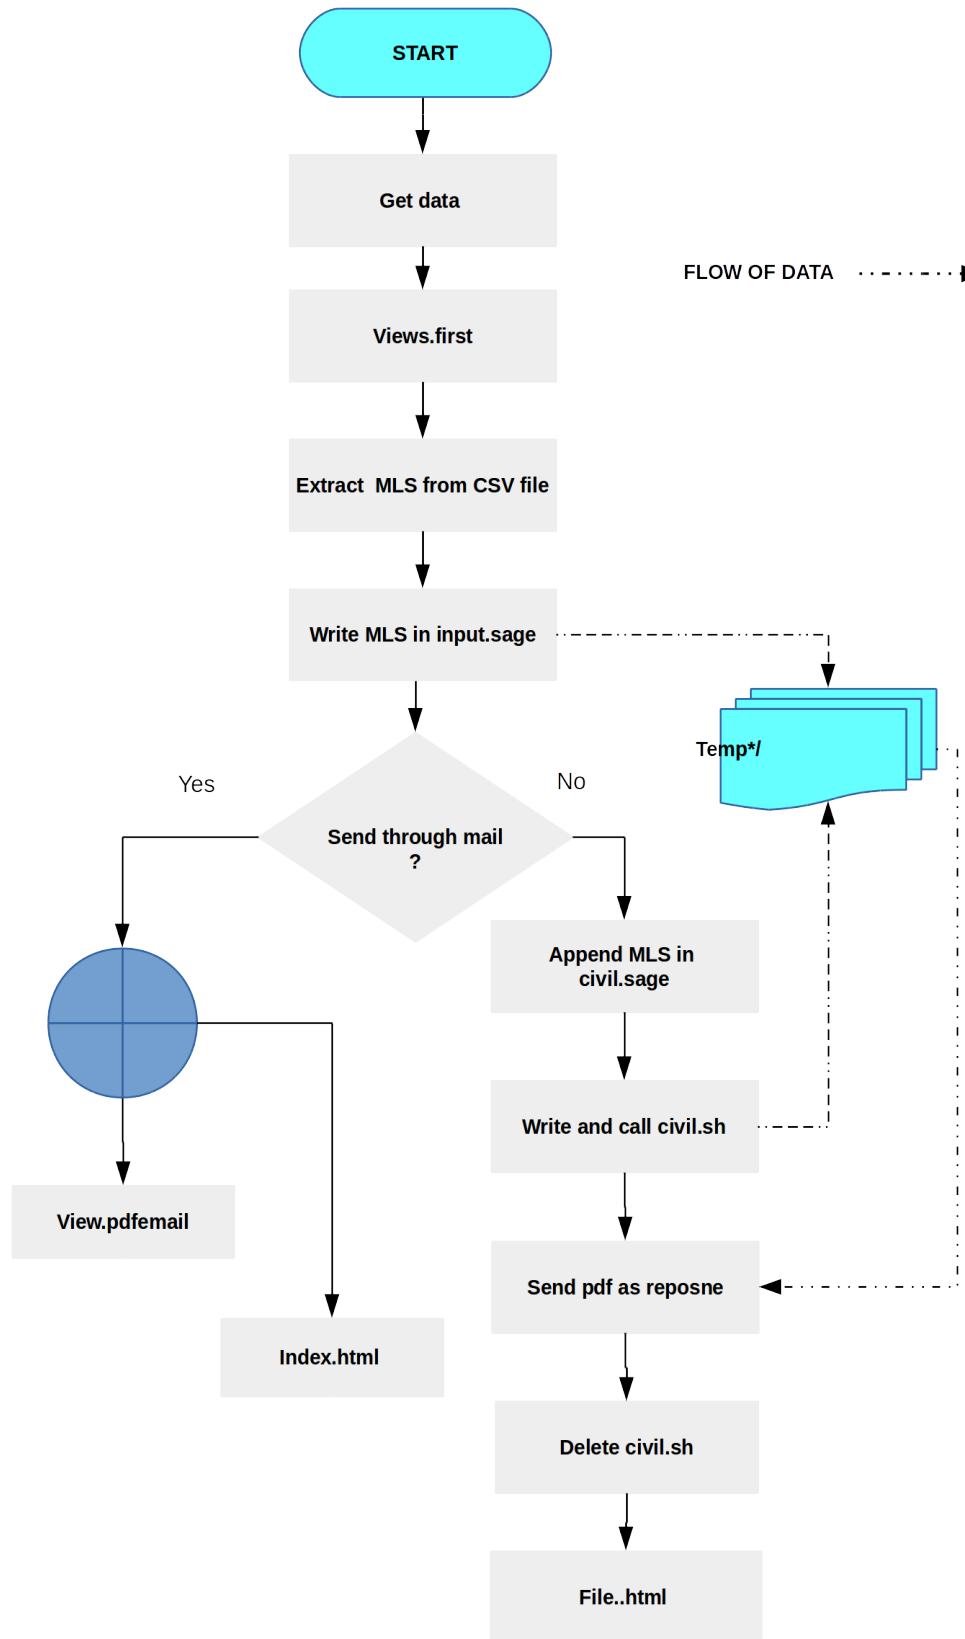 START
Get data
FLOW OF DATA
Views.first
Extract  MLS from CSV file
Write MLS in input.sage
Temp*/
Yes
No
Send through mail
?
Append MLS in
civil.sage
Write and call civil.sh
View.pdfemail
Send pdf as reposne
Index.html
Delete civil.sh
File..html